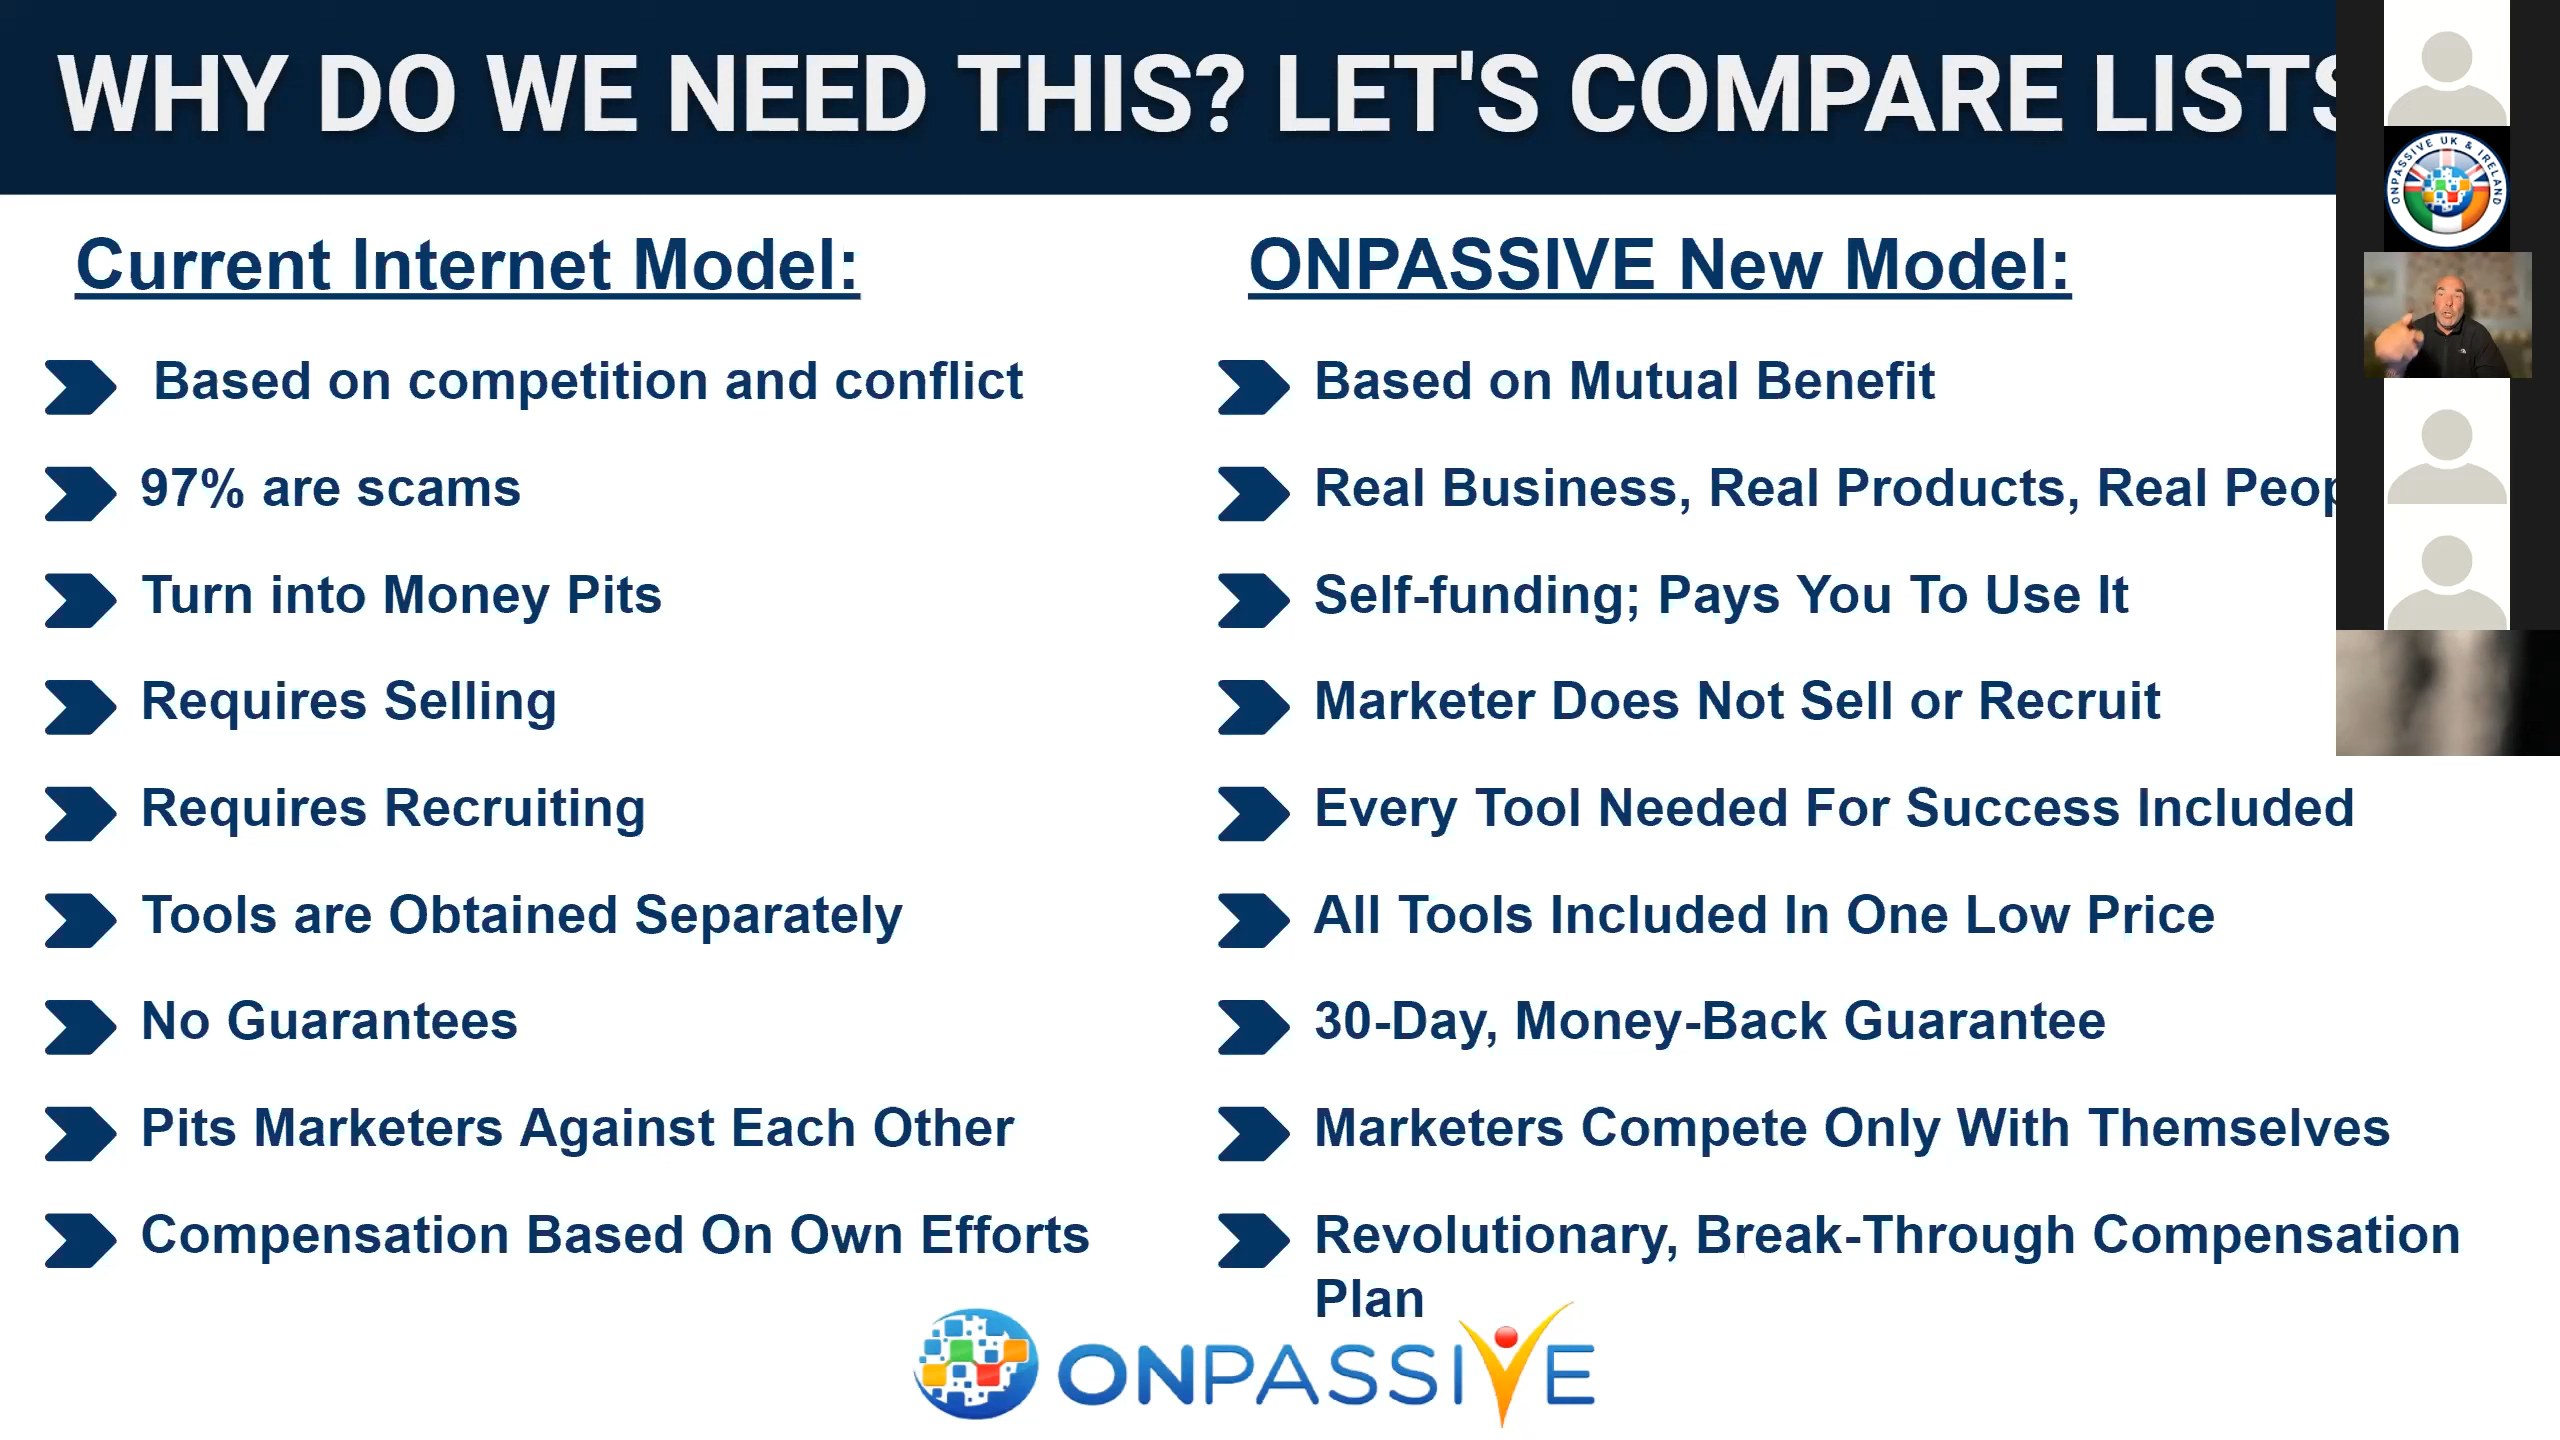 WHY DO WE NEED THIS? LET'S COMPARE LISTS
Current Internet Model:
Based on competition and conflict
97% are scams
Turn into Money Pits
Requires Selling
Requires Recruiting
Tools are Obtained Separately
No Guarantees
Pits Marketers Against Each Other
Compensation Based On Own Efforts
ONPASSIVE New Model:
Based on Mutual Benefit
Real Business, Real Products, Real Peop
Self-funding; Pays You To Use It
Marketer Does Not Sell or Recruit
Every Tool Needed For Success Included
All Tools Included In One Low Price
30-Day, Money-Back Guarantee
Marketers Compete Only With Themselves
Revolutionary, Break-Through Compensation
Plan
ONPASSIVE
ONPASSIVE UK & IRELAND